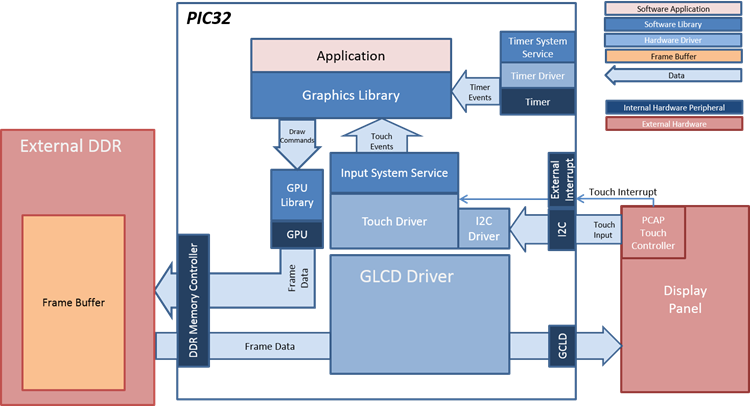 PIC32
Software Application
Software Library
Hardware Driver
Frame Buffer
Data
Internal Hardware Peripheral
External Hardware
Application
Graphics Library
Timer System
Service
Timer Driver
Timer
Timer
Events
Draw
Commands
Touch
Events
External DDR
Frame Buffer
GPU
Library
GPU
Input System Service
Touch Driver
I2C
Driver
External
Interrupt
I2C
Touch Interrupt
Touch
Input
PCAP
Touch
Controller
Display
Panel
DDR Memory Controller
Frame
Data
GLCD Driver
Frame Data
GCLD